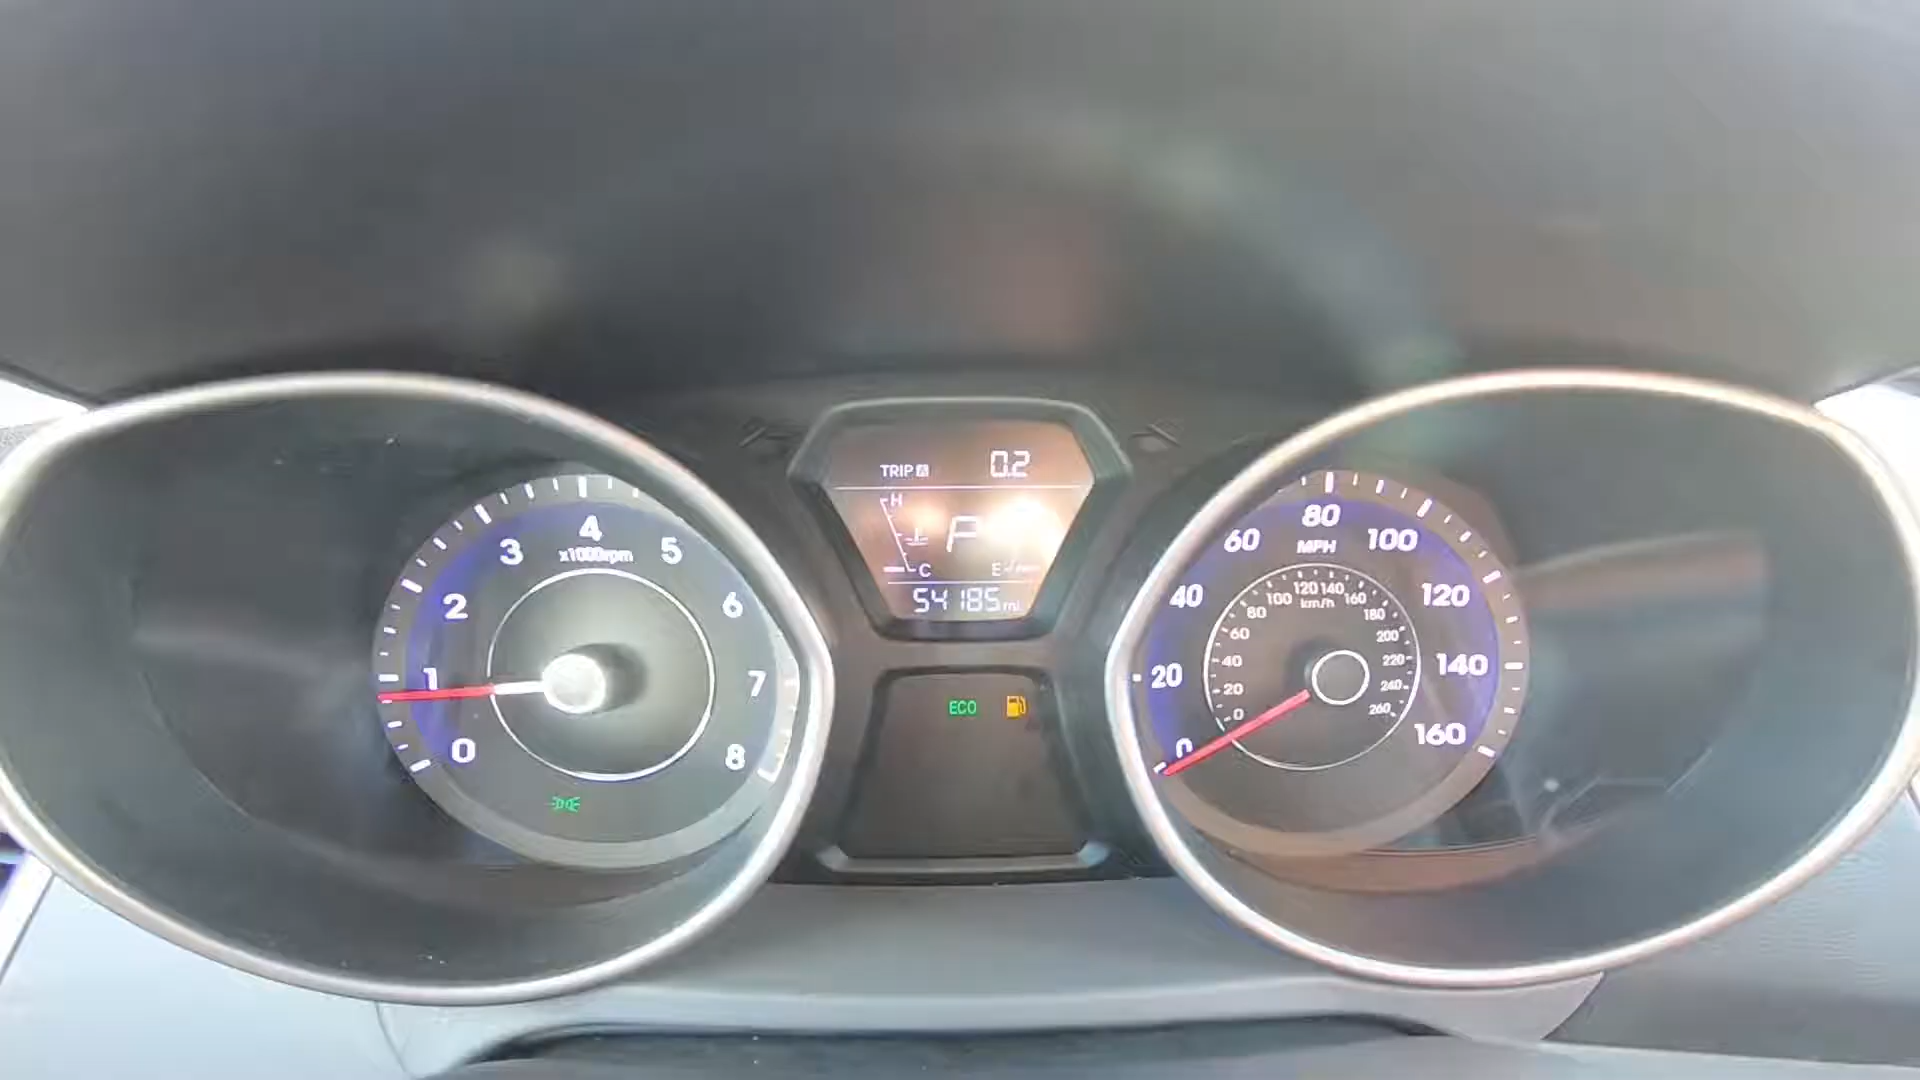 TRIP A 0.2
H
P
C E
54185 mi
ECO
0 1 2 3 4 5 6 7 8
x1000rpm
0 20 40 60 80 100 120 140 160
MPH
0 20 40 60 80 100 120 140 160 180 200 220 240 260
km/h